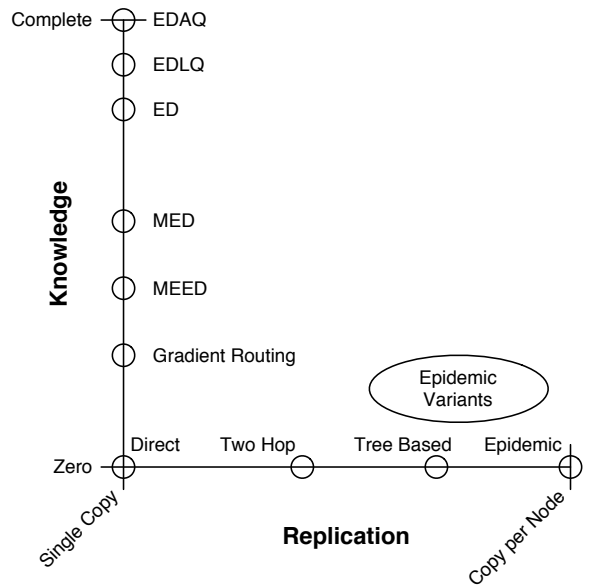 Complete
EDAQ
EDLQ
ED
Knowledge
MED
MEED
Gradient Routing
Epidemic
Variants
Direct
Two Hop
Tree Based
Epidemic
Zero
Single Copy
Replication
Copy per Node